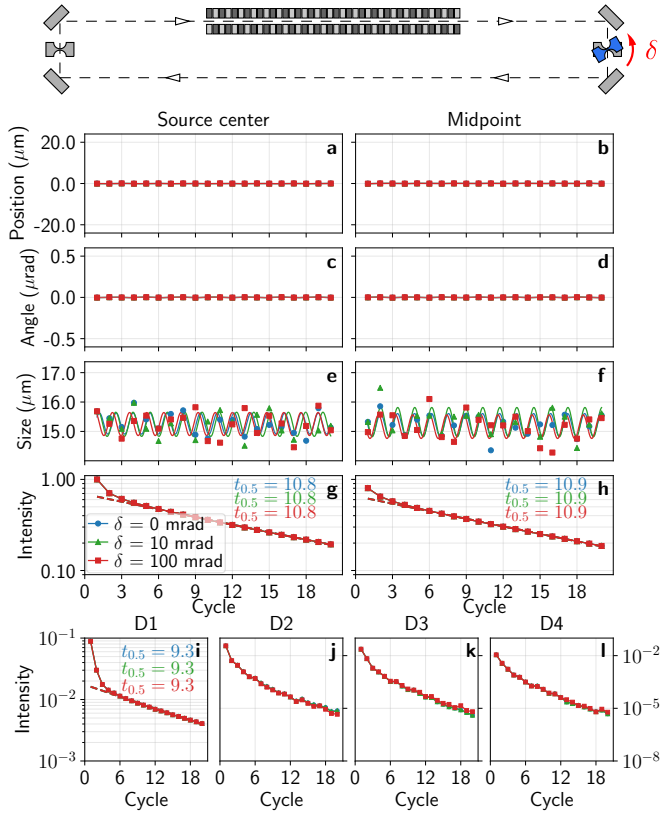 δ
Source center
Midpoint
Position (μm)
20.0
0.0
-20.0
a
b
Angle (μrad)
0.5
0.0
-0.5
c
d
Size (μm)
17.0
16.0
15.0
e
f
Intensity
1.00
0.10
t0.5 = 10.8
t0.5 = 10.8
t0.5 = 10.8
g
t0.5 = 10.9
t0.5 = 10.9
t0.5 = 10.9
h
δ = 0 mrad
δ = 10 mrad
δ = 100 mrad
0 3 6 9 12 15 18
0 3 6 9 12 15 18
Cycle
Cycle
D1
D2
D3
D4
Intensity
10−1
10−2
10−3
t0.5 = 9.3
t0.5 = 9.3
t0.5 = 9.3
i
j
k
l
10−2
10−5
10−8
0 6 12 18
0 6 12 18
0 6 12 18
0 6 12 18
Cycle
Cycle
Cycle
Cycle